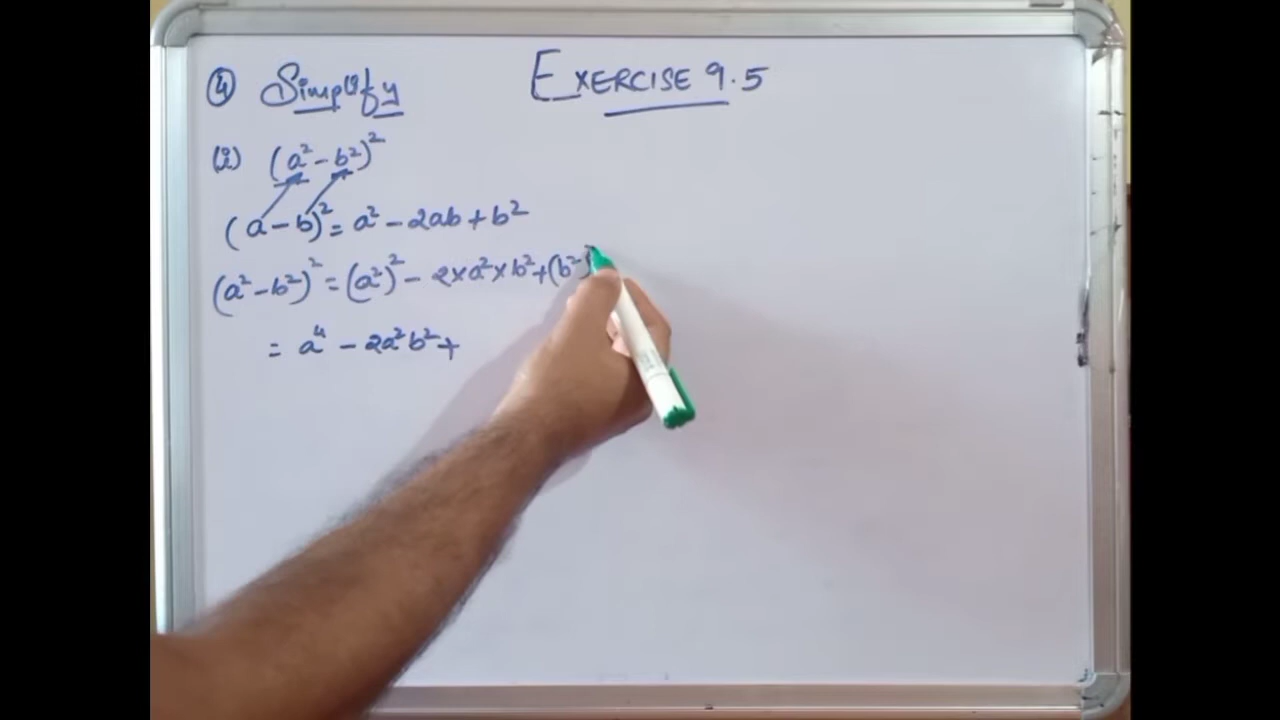 EXERCISE 9.5
④ Simplify
(i) (a² - b²)²
(a - b)² = a² - 2ab + b²
(a² - b²)² = (a²)² - 2×a²×b² + (b²)
= a⁴ - 2a²b² +